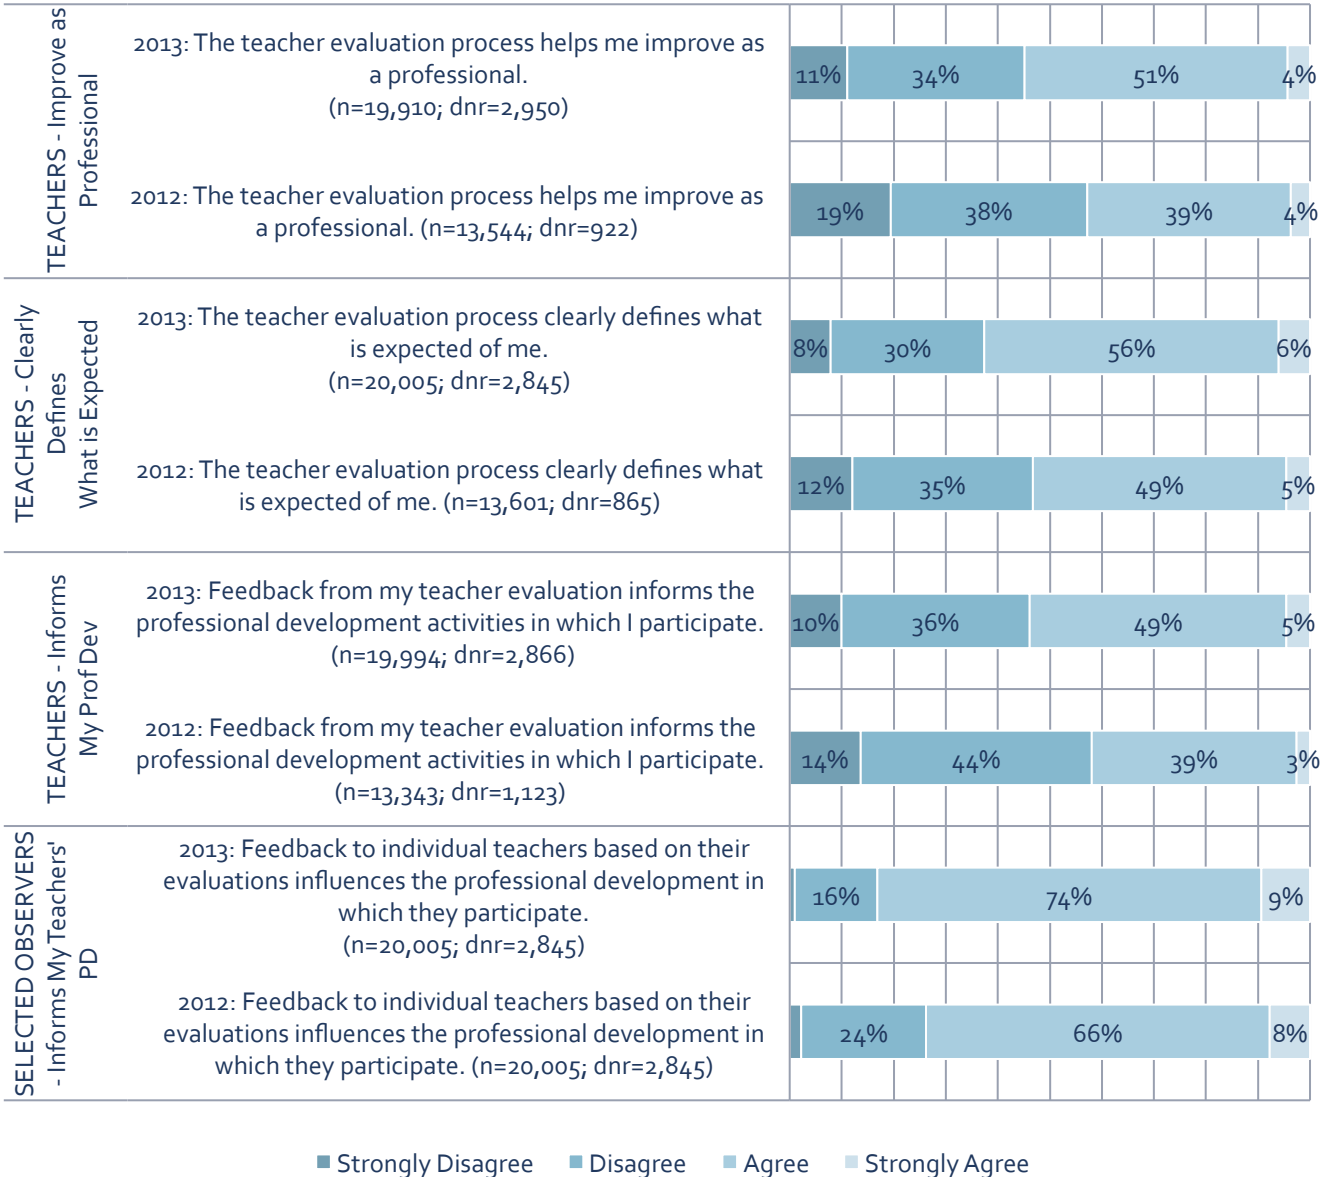 TEACHERS - Improve as
Professional
2013: The teacher evaluation process helps me improve as
a professional.
(n=19,910; dnr=2,950)
11% 34% 51% 4%
2012: The teacher evaluation process helps me improve as
a professional. (n=13,544; dnr=922)
19% 38% 39% 4%
TEACHERS - Clearly
Defines
What is Expected
2013: The teacher evaluation process clearly defines what
is expected of me.
(n=20,005; dnr=2,845)
8% 30% 56% 6%
2012: The teacher evaluation process clearly defines what
is expected of me. (n=13,601; dnr=865)
12% 35% 49% 5%
TEACHERS - Informs
My Prof Dev
2013: Feedback from my teacher evaluation informs the
professional development activities in which I participate.
(n=19,994; dnr=2,866)
10% 36% 49% 5%
2012: Feedback from my teacher evaluation informs the
professional development activities in which I participate.
(n=13,343; dnr=1,123)
14% 44% 39% 3%
SELECTED OBSERVERS
- Informs My Teachers'
PD
2013: Feedback to individual teachers based on their
evaluations influences the professional development in
which they participate.
(n=20,005; dnr=2,845)
16% 74% 9%
2012: Feedback to individual teachers based on their
evaluations influences the professional development in
which they participate. (n=20,005; dnr=2,845)
24% 66% 8%
Strongly Disagree Disagree Agree Strongly Agree